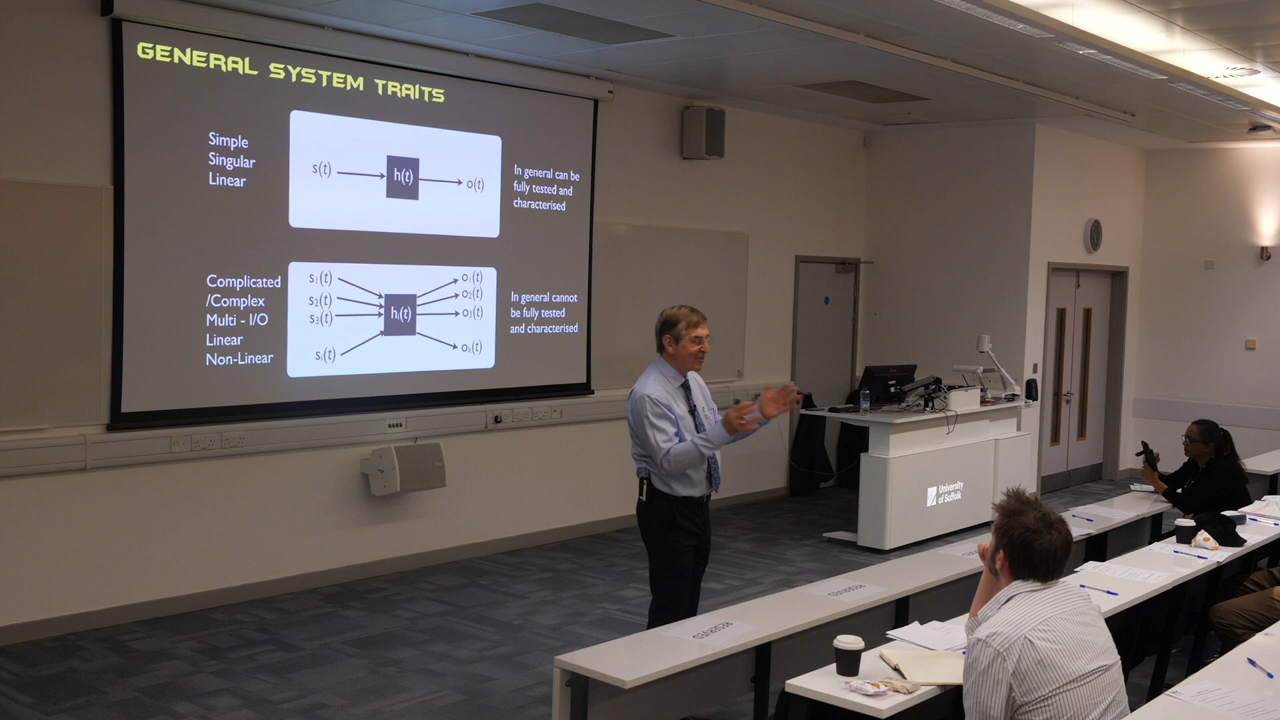 GENERAL SYSTEM TRAITS
Simple
Singular
Linear
s(t)
h(t)
o(t)
In general can be
fully tested and
characterised
Complicated
/Complex
Multi - I/O
Linear
Non-Linear
s₁(t)
s₂(t)
s₃(t)
sᵢ(t)
hᵢ(t)
o₁(t)
o₂(t)
o₃(t)
In general cannot
be fully tested
and characterised
University
of Suffolk
RESERVED
RESERVED